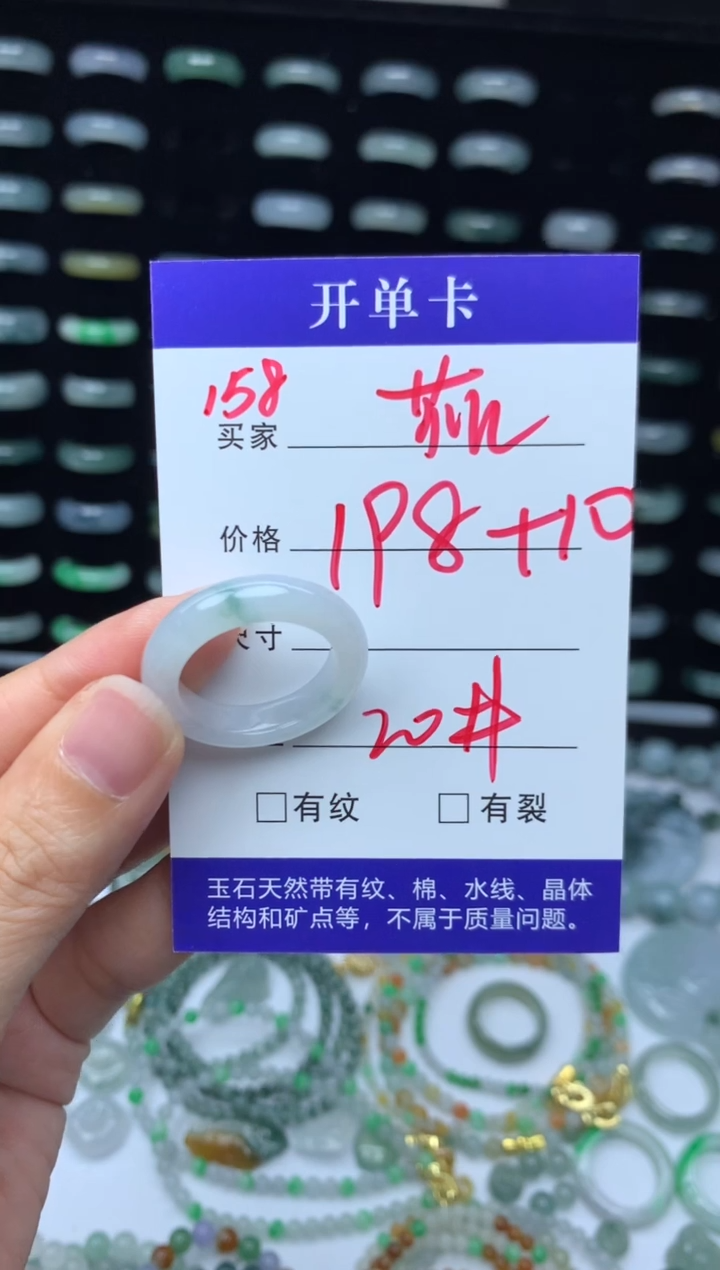 开单卡
158
买家
价格 198+10
寸
20#
有纹 有裂
玉石天然带有纹、棉、水线、晶体
结构和矿点等，不属于质量问题。